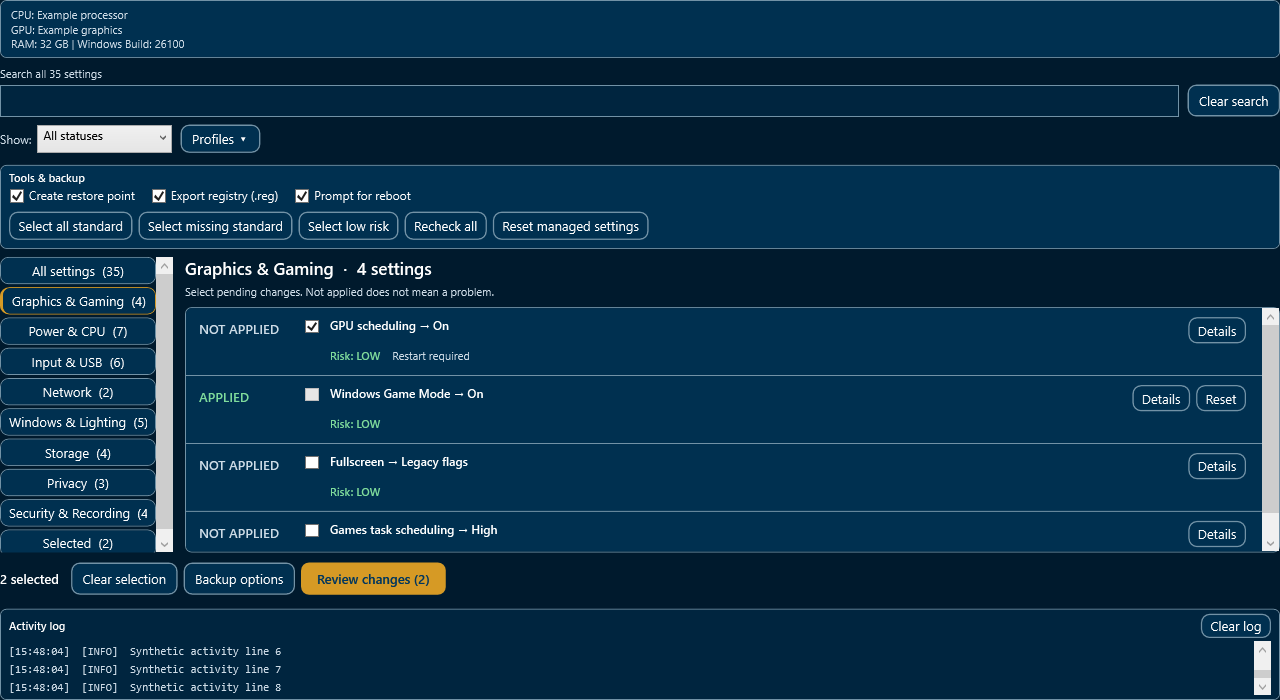 CPU: Example processor
GPU: Example graphics
RAM: 32 GB | Windows Build: 26100
Search all 35 settings
Clear search
Show: All statuses Profiles ▼
Tools & backup
Create restore point Export registry (.reg) Prompt for reboot
Select all standard Select missing standard Select low risk Recheck all Reset managed settings
All settings (35)
Graphics & Gaming (4)
Power & CPU (7)
Input & USB (6)
Network (2)
Windows & Lighting (5)
Storage (4)
Privacy (3)
Security & Recording (4
Selected (2)
Graphics & Gaming · 4 settings
Select pending changes. Not applied does not mean a problem.
NOT APPLIED GPU scheduling → On Details
Risk: LOW Restart required
APPLIED Windows Game Mode → On Details Reset
Risk: LOW
NOT APPLIED Fullscreen → Legacy flags Details
Risk: LOW
NOT APPLIED Games task scheduling → High Details
2 selected Clear selection Backup options Review changes (2)
Activity log Clear log
[15:48:04] [INFO] Synthetic activity line 6
[15:48:04] [INFO] Synthetic activity line 7
[15:48:04] [INFO] Synthetic activity line 8